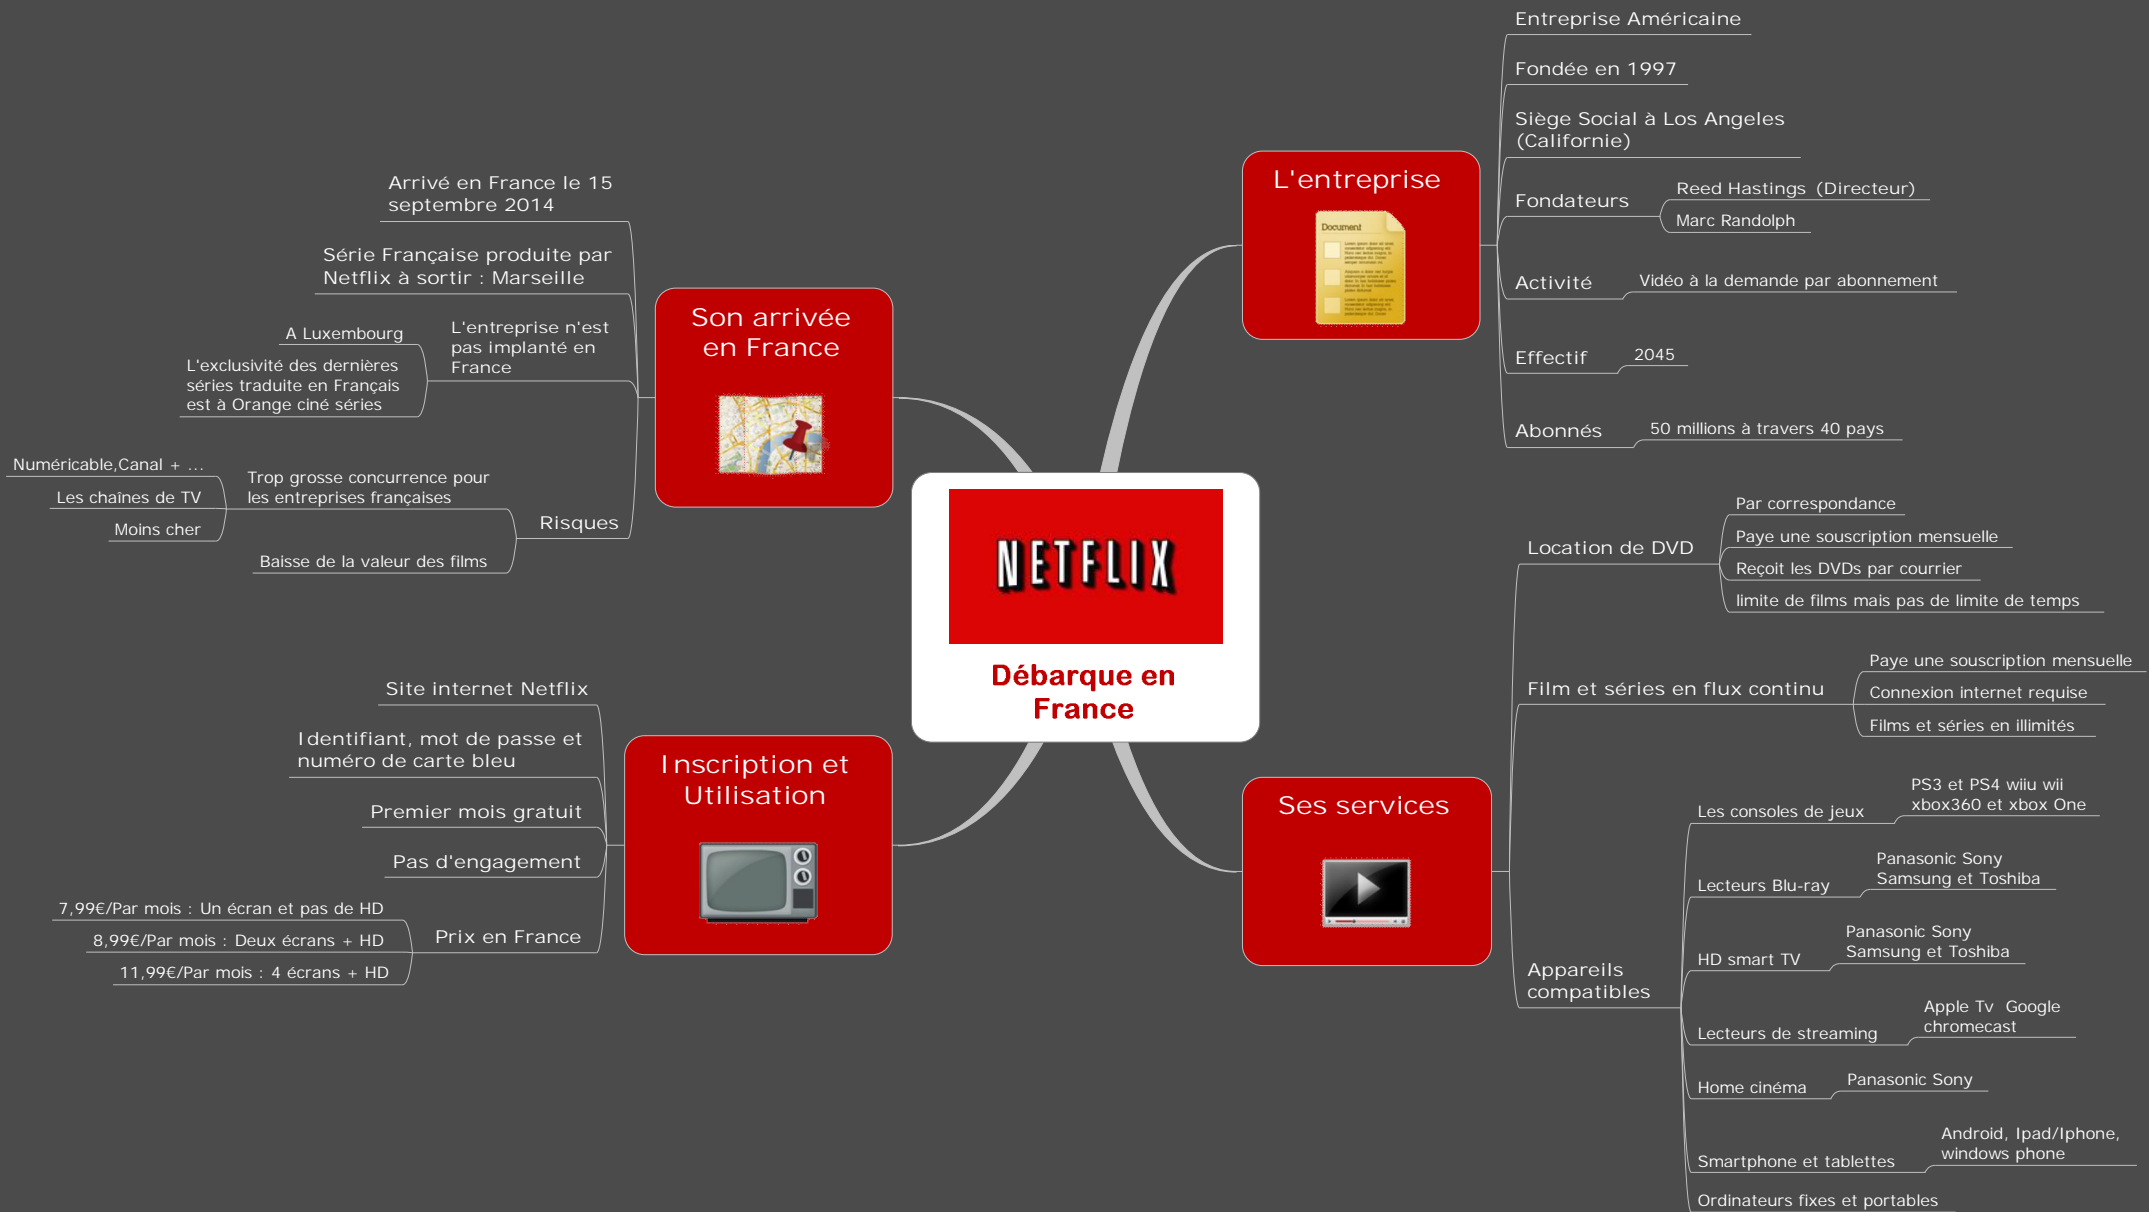 NETFLIX
Débarque en
France
L'entreprise
Document
Entreprise Américaine
Fondée en 1997
Siège Social à Los Angeles
(Californie)
Fondateurs
Reed Hastings (Directeur)
Marc Randolph
Activité
Vidéo à la demande par abonnement
Effectif
2045
Abonnés
50 millions à travers 40 pays
Ses services
Location de DVD
Par correspondance
Paye une souscription mensuelle
Reçoit les DVDs par courrier
limite de films mais pas de limite de temps
Film et séries en flux continu
Paye une souscription mensuelle
Connexion internet requise
Films et séries en illimités
Appareils
compatibles
Les consoles de jeux
PS3 et PS4 wiiu wii
xbox360 et xbox One
Lecteurs Blu-ray
Panasonic Sony
Samsung et Toshiba
HD smart TV
Panasonic Sony
Samsung et Toshiba
Lecteurs de streaming
Apple Tv Google
chromecast
Home cinéma
Panasonic Sony
Smartphone et tablettes
Android, Ipad/Iphone,
windows phone
Ordinateurs fixes et portables
Son arrivée
en France
Arrivé en France le 15
septembre 2014
Série Française produite par
Netflix à sortir : Marseille
L'entreprise n'est
pas implanté en
France
A Luxembourg
L'exclusivité des dernières
séries traduite en Français
est à Orange ciné séries
Risques
Trop grosse concurrence pour
les entreprises françaises
Numéricable,Canal + ...
Les chaînes de TV
Moins cher
Baisse de la valeur des films
Inscription et
Utilisation
Site internet Netflix
Identifiant, mot de passe et
numéro de carte bleu
Premier mois gratuit
Pas d'engagement
Prix en France
7,99€/Par mois : Un écran et pas de HD
8,99€/Par mois : Deux écrans + HD
11,99€/Par mois : 4 écrans + HD